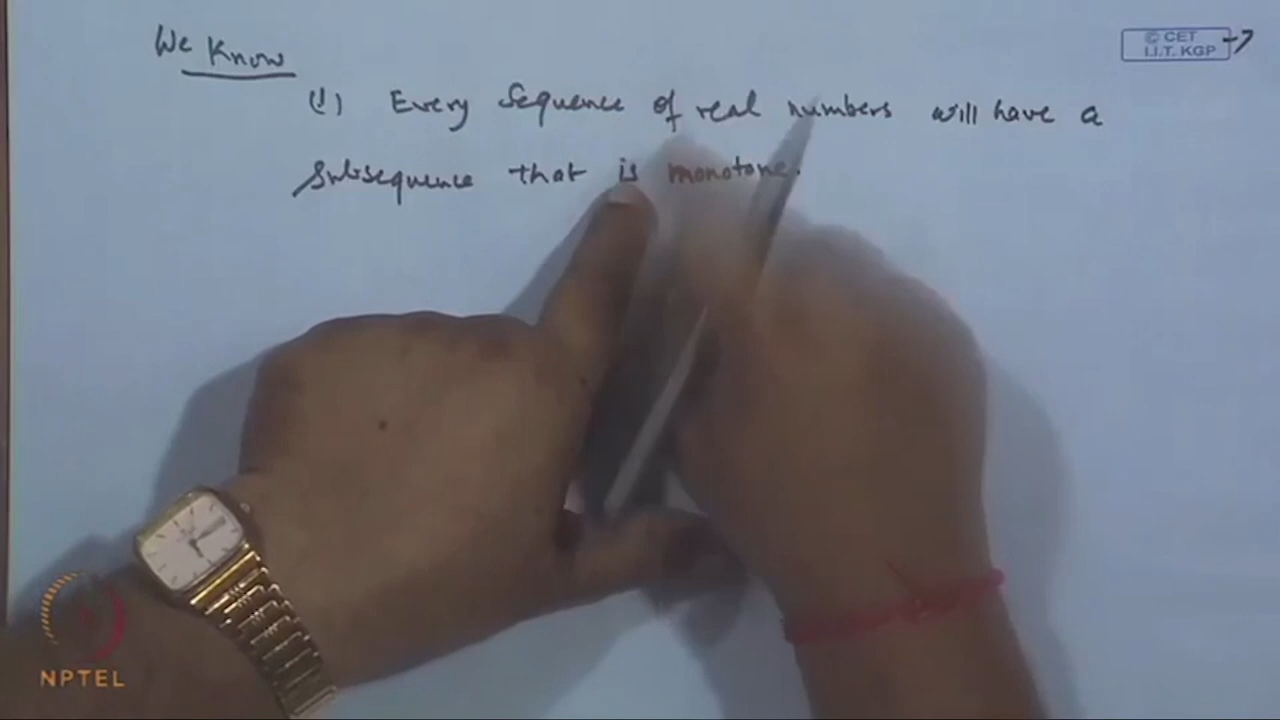 We Know
© CET
I.I.T. KGP
(1) Every Sequence of real numbers will have a
subsequence that is monotone.
NPTEL